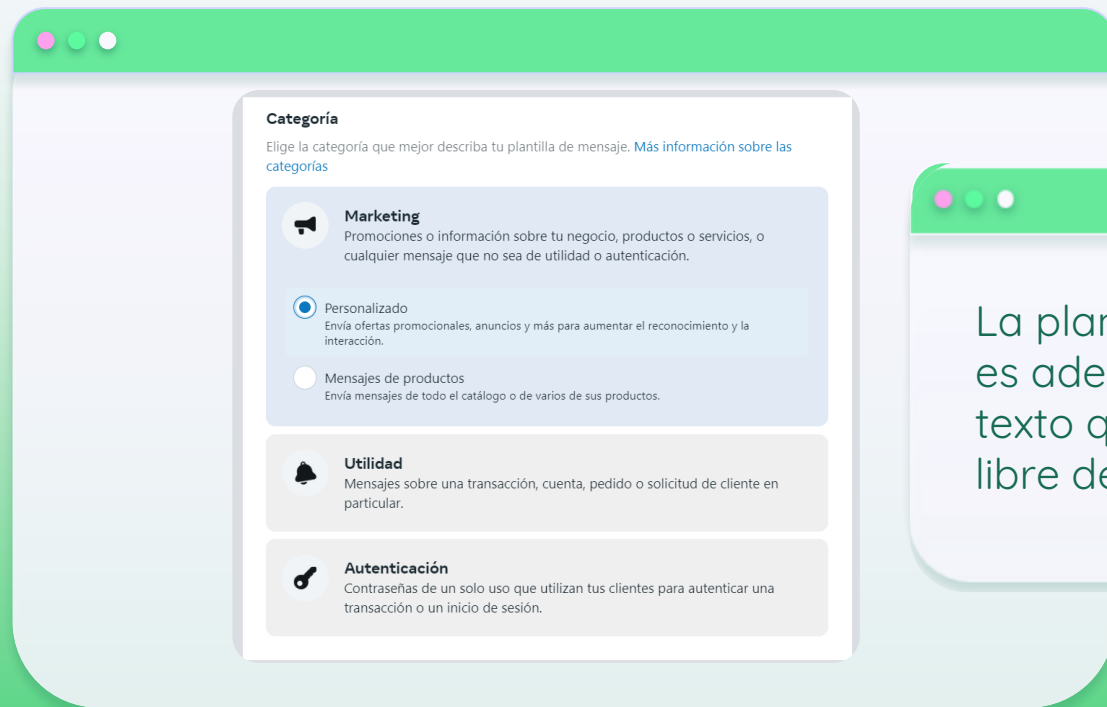 Categoría
Elige la categoría que mejor describa tu plantilla de mensaje. Más información sobre las
categorías
Marketing
Promociones o información sobre tu negocio, productos o servicios, o
cualquier mensaje que no sea de utilidad o autenticación.
Personalizado
Envía ofertas promocionales, anuncios y más para aumentar el reconocimiento y la
interacción.
Mensajes de productos
Envía mensajes de todo el catálogo o de varios de sus productos.
Utilidad
Mensajes sobre una transacción, cuenta, pedido o solicitud de cliente en
particular.
Autenticación
Contraseñas de un solo uso que utilizan tus clientes para autenticar una
transacción o un inicio de sesión.
La
es
texto
libre